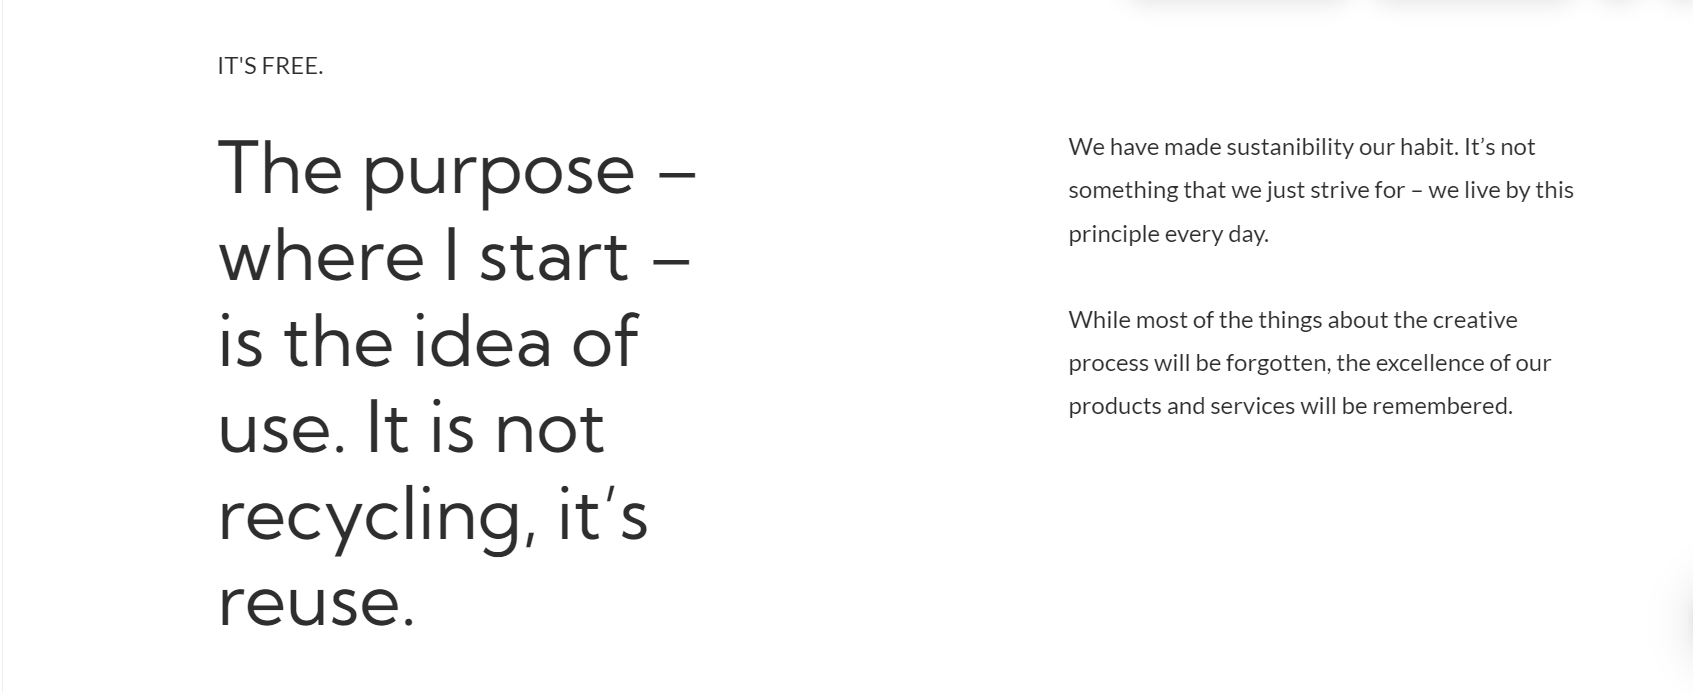 IT'S FREE.
The purpose –
where I start –
is the idea of
use. It is not
recycling, it’s
reuse.
We have made sustanibility our habit. It’s not
something that we just strive for – we live by this
principle every day.
While most of the things about the creative
process will be forgotten, the excellence of our
products and services will be remembered.